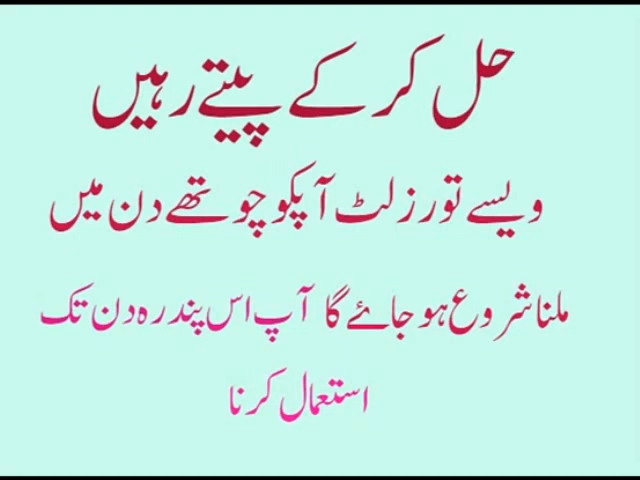 حل کر کے پیتے رہیں
ویسے تو رزلٹ آپکو چوتھے دن میں
ملنا شروع ہو جائے گا آپ اس پندرہ دن تک
استعمال کرنا